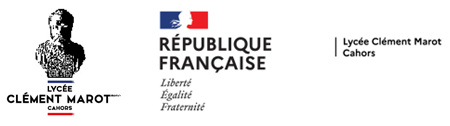 LYCÉE
CLÉMENT MAROT
CAHORS
RÉPUBLIQUE
FRANÇAISE
Liberté
Égalité
Fraternité
Lycée Clément Marot
Cahors